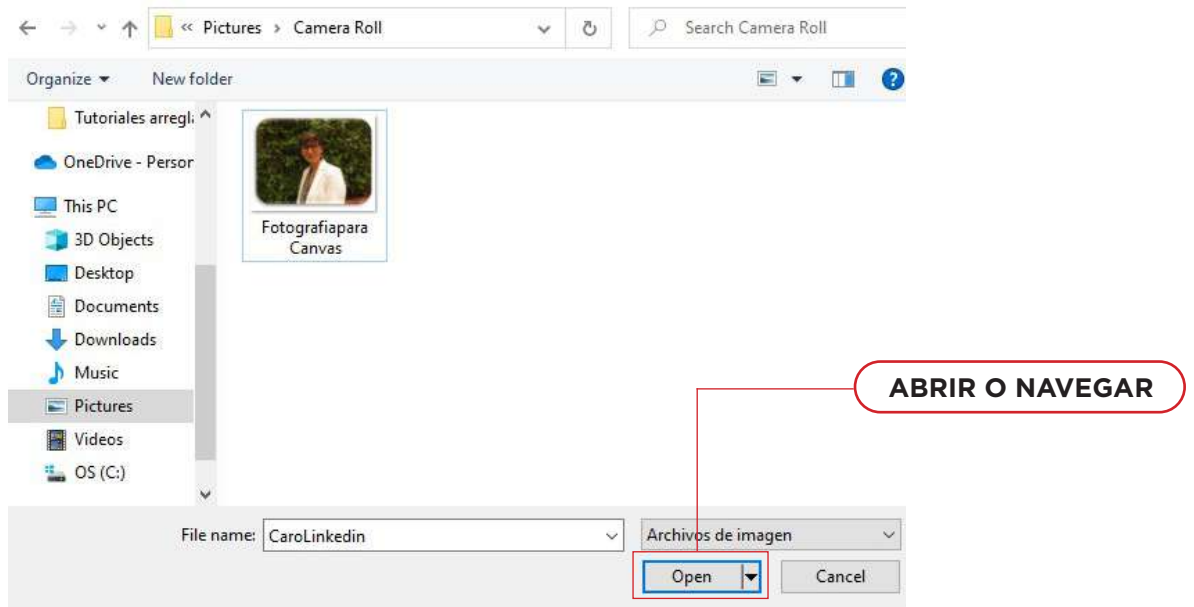 « Pictures > Camera Roll
Search Camera Roll
Organize
New folder
Tutoriales arregl
OneDrive - Person
This PC
3D Objects
Desktop
Documents
Downloads
Music
Pictures
Videos
OS (C:)
Fotografiapara
Canvas
ABRIR O NAVEGAR
File name: CaroLinkedin
Archivos de imagen
Open
Cancel